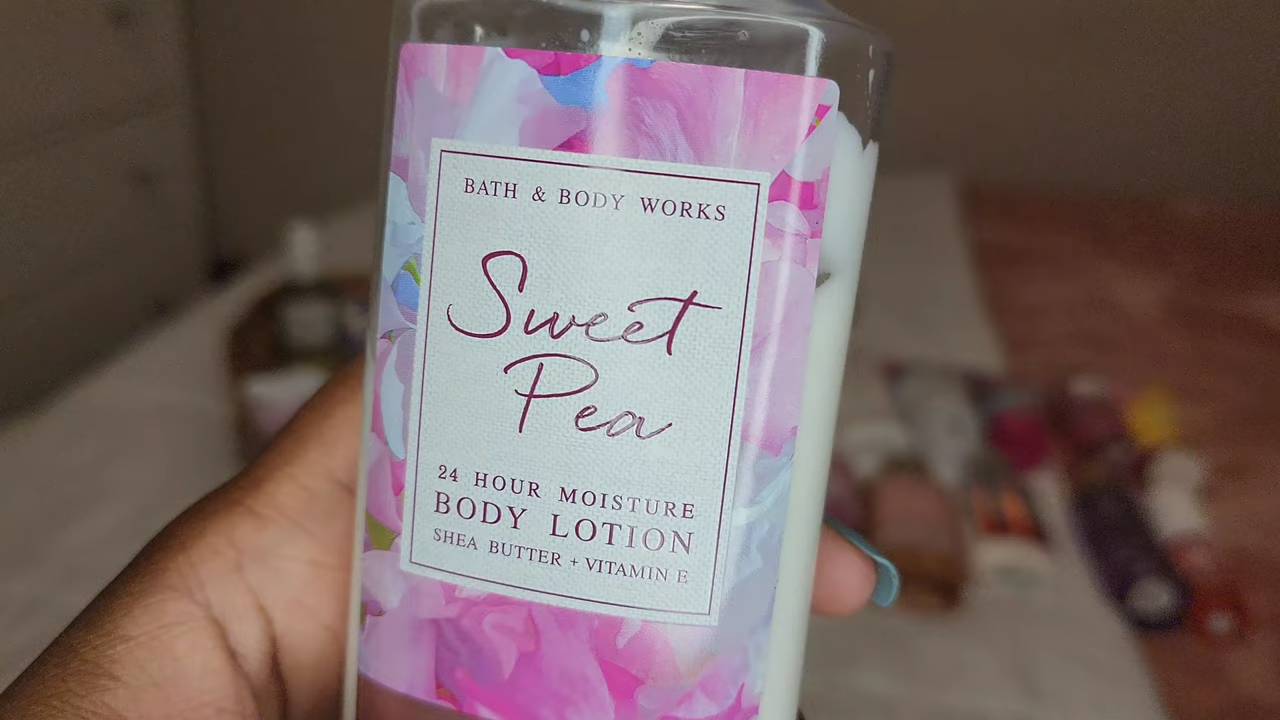 BATH & BODY WORKS
Sweet
Pea
24 HOUR MOISTURE
BODY LOTION
SHEA BUTTER + VITAMIN E